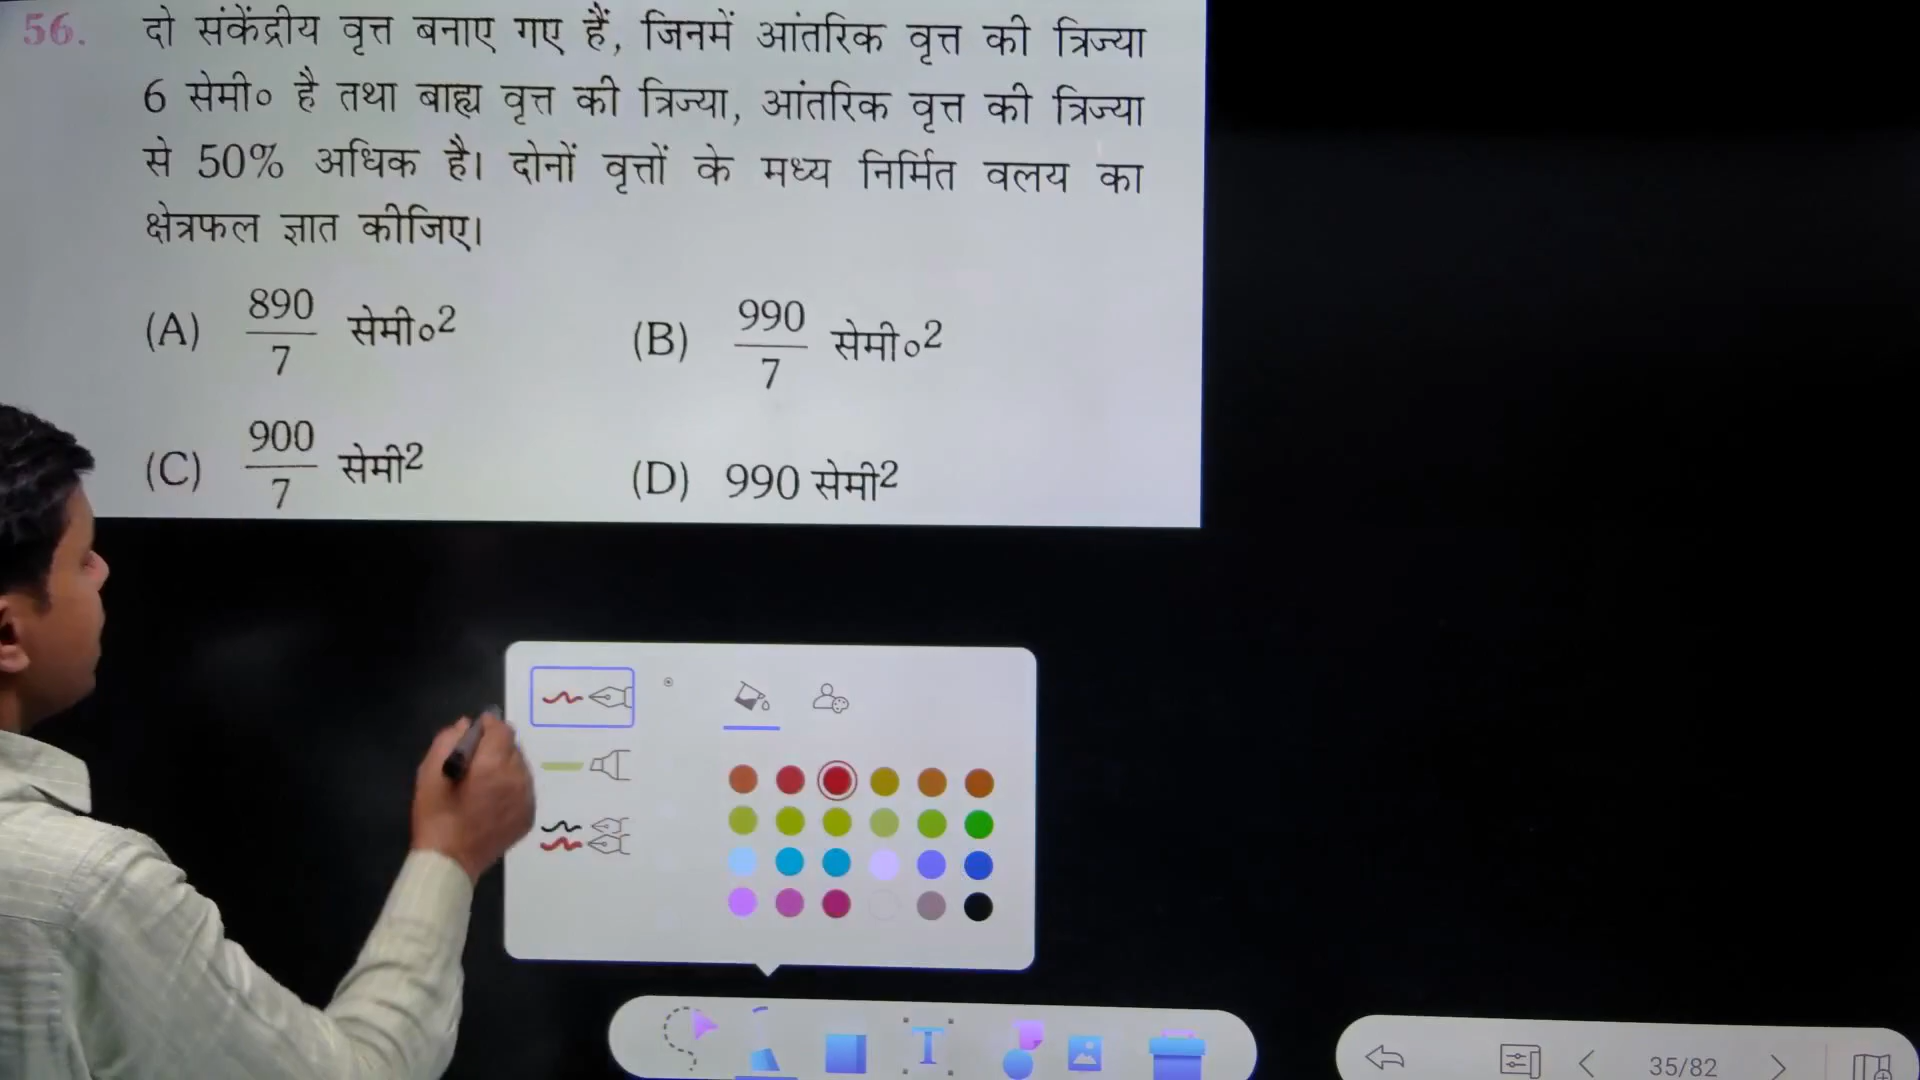 56. दो संकेंद्रीय वृत्त बनाए गए हैं, जिनमें आंतरिक वृत्त की त्रिज्या
6 सेमी० है तथा बाह्य वृत्त की त्रिज्या, आंतरिक वृत्त की त्रिज्या
से 50% अधिक है। दोनों वृत्तों के मध्य निर्मित वलय का
क्षेत्रफल ज्ञात कीजिए।
(A) 890/7 सेमी०² (B) 990/7 सेमी०²
(C) 900/7 सेमी² (D) 990 सेमी²
T
35/82